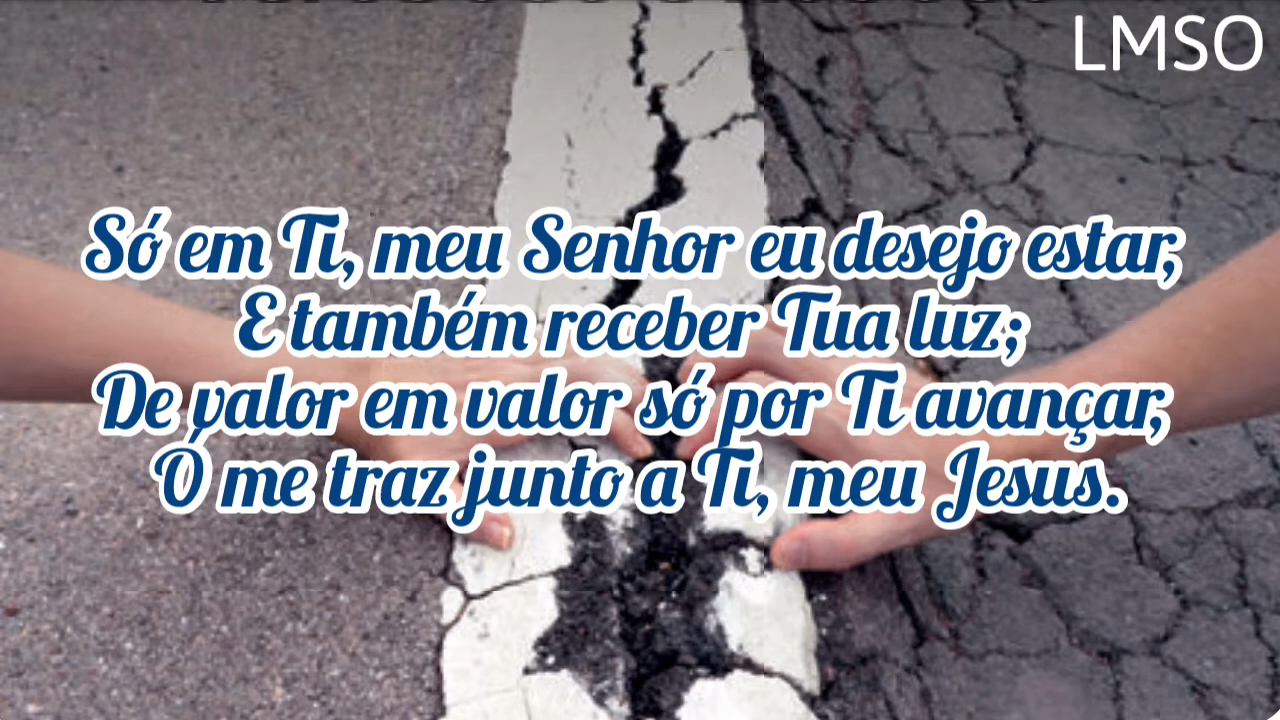 LMSO
Só em Ti, meu Senhor eu desejo estar,
E também receber Tua luz;
De valor em valor só por Ti avançar,
Ó me traz junto a Ti, meu Jesus.